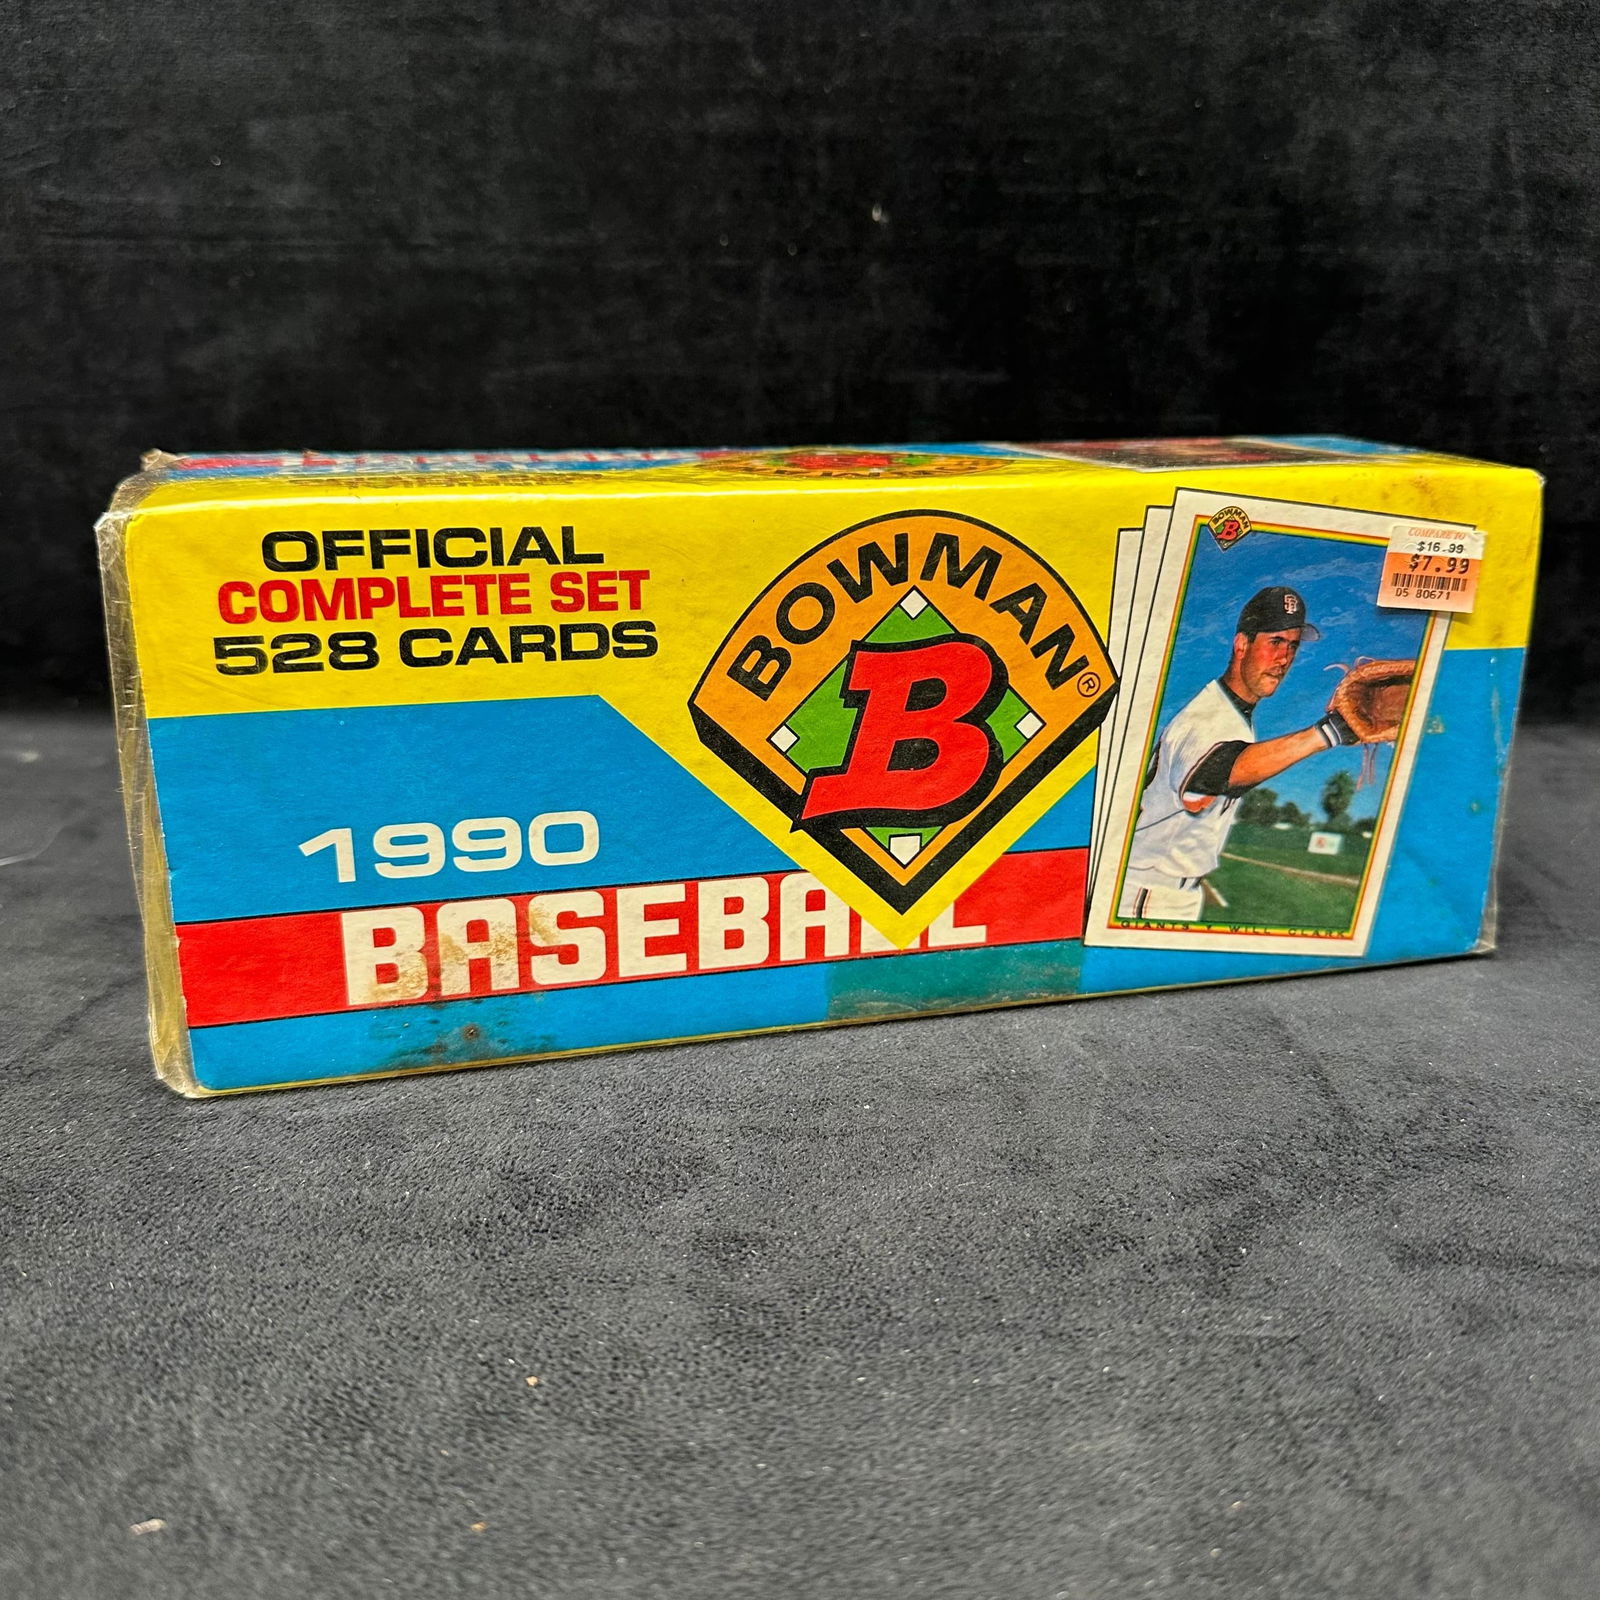 OFFICIAL
COMPLETE SET
528 CARDS
1990
BASEBALL
BOWMAN®
B
BOWMAN
B
COMPARE TO
$16.99
$7.99
05 80671
GIANTS ▼ WILL CLARK